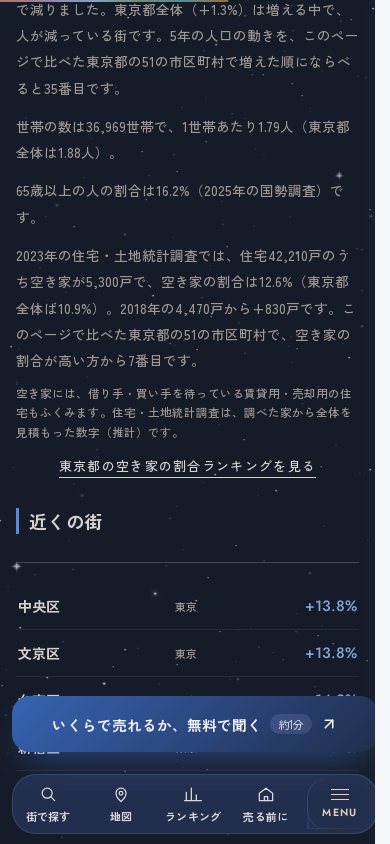 で減りました。東京都全体（+1.3%）は増える中で、
人が減っている街です。5年の人口の動きを、このペー
ジで比べた東京都の51の市区町村で増えた順にならべ
ると35番目です。
世帯の数は36,969世帯で、1世帯あたり1.79人（東京都
全体は1.88人）。
65歳以上の人の割合は16.2%（2025年の国勢調査）で
す。
2023年の住宅・土地統計調査では、住宅42,210戸のう
ち空き家が5,300戸で、空き家の割合は12.6%（東京都
全体は10.9%）。2018年の4,470戸から+830戸です。こ
のページで比べた東京都の51の市区町村で、空き家の
割合が高い方から7番目です。
空き家には、借り手・買い手を待っている賃貸用・売却用の住
宅もふくみます。住宅・土地統計調査は、調べた家から全体を
見積もった数字（推計）です。
東京都の空き家の割合ランキングを見る
近くの街
中央区 東京 +13.8%
文京区 東京 +13.8%
いくらで売れるか、無料で聞く 約1分
街で探す 地図 ランキング 売る前に MENU